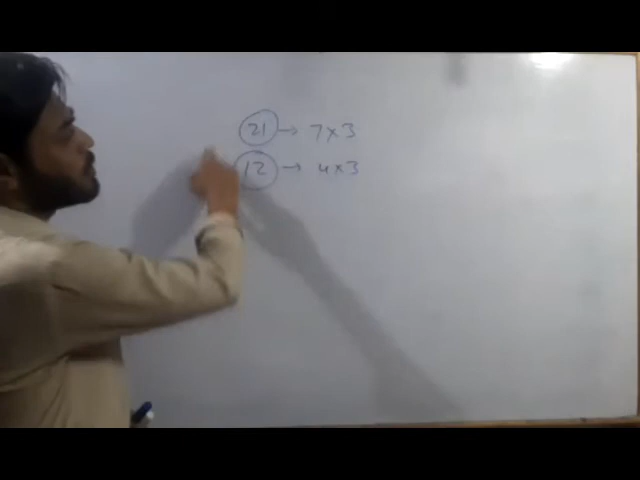 21 → 7 × 3
12 → 4 × 3